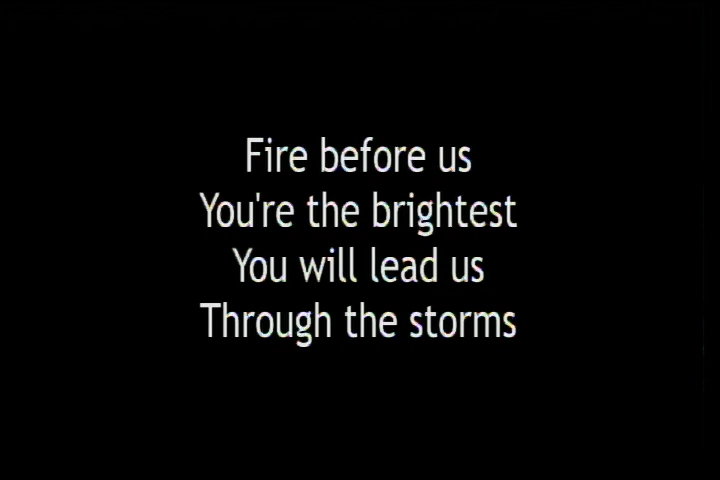 Fire before us
You're the brightest
You will lead us
Through the storms